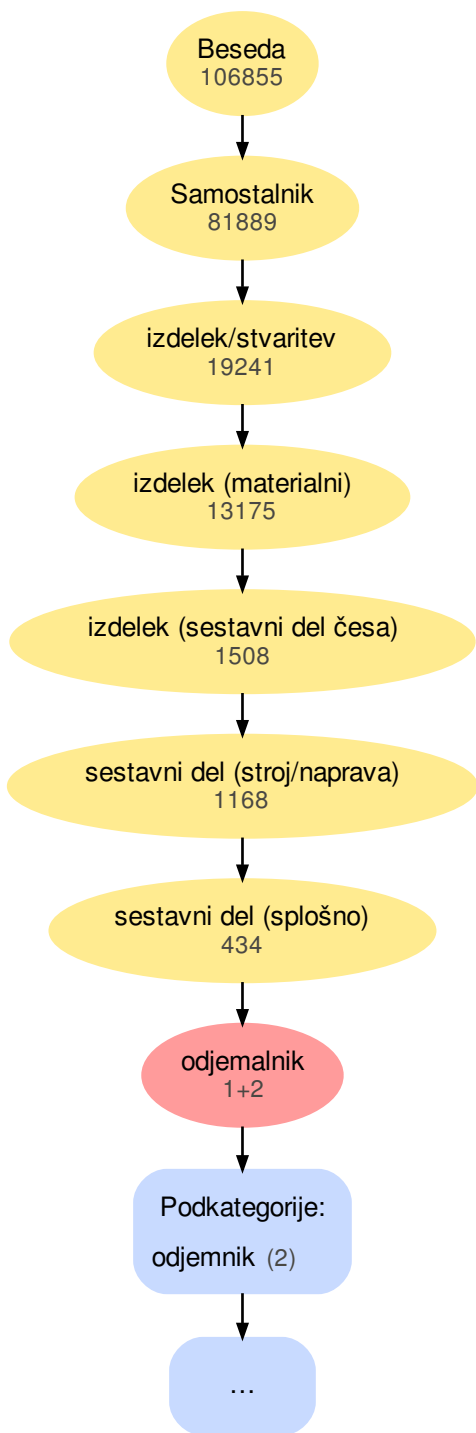 Beseda
106855
Samostalnik
81889
izdelek/stvaritev
19241
izdelek (materialni)
13175
izdelek (sestavni del česa)
1508
sestavni del (stroj/naprava)
1168
sestavni del (splošno)
434
odjemalnik
1+2
Podkategorije:
odjemnik (2)
...